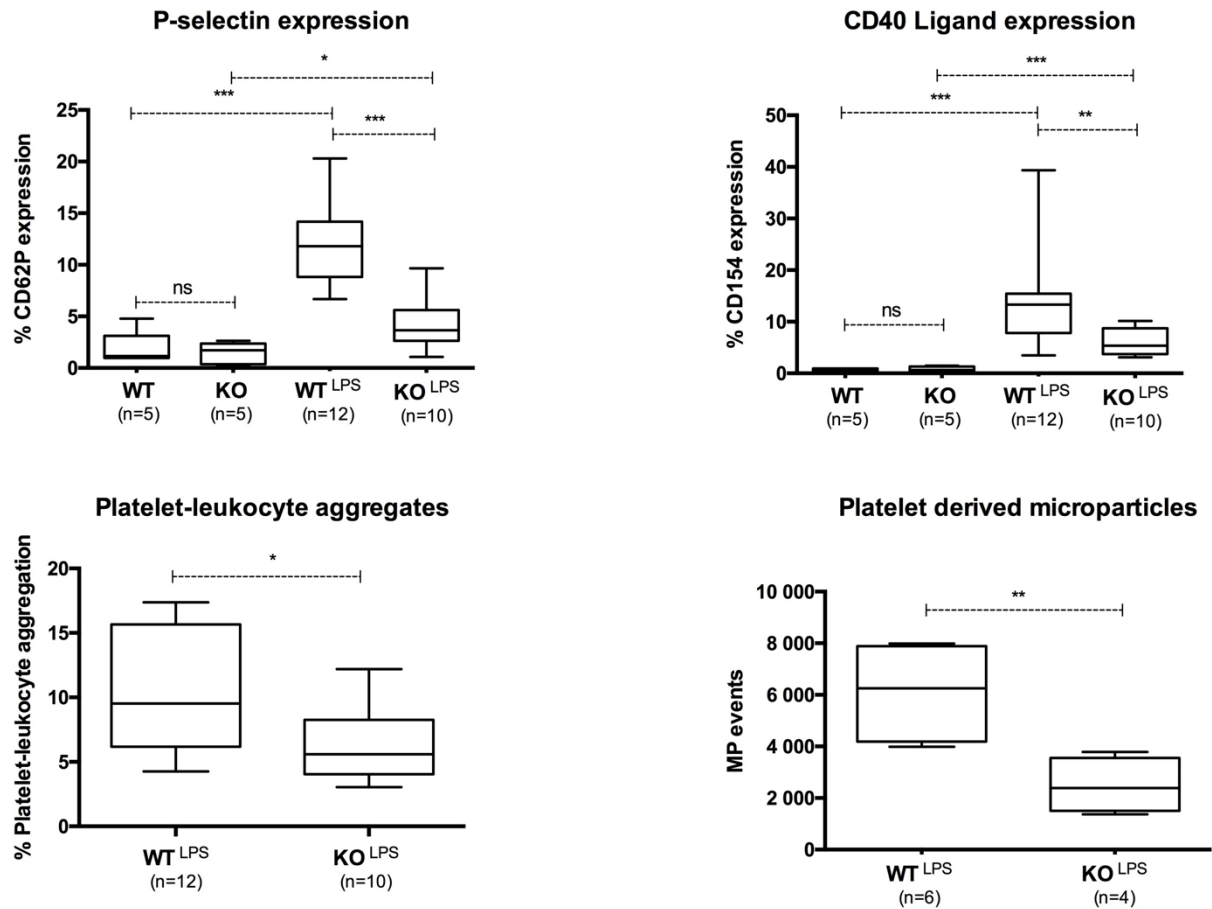 P-selectin expression
*
***
***
ns
% CD62P expression
25
20
15
10
5
0
WT
KO
WT LPS
KO LPS
(n=5)
(n=5)
(n=12)
(n=10)
CD40 Ligand expression
***
***
**
ns
% CD154 expression
50
40
30
20
10
0
WT
KO
WT LPS
KO LPS
(n=5)
(n=5)
(n=12)
(n=10)
Platelet-leukocyte aggregates
*
% Platelet-leukocyte aggregation
20
15
10
5
0
WT LPS
KO LPS
(n=12)
(n=10)
Platelet derived microparticles
**
MP events
10 000
8 000
6 000
4 000
2 000
0
WT LPS
KO LPS
(n=6)
(n=4)